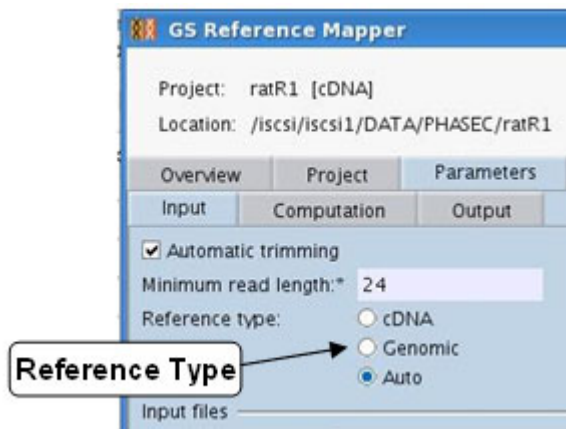 GS Reference Mapper
Project: ratR1 [cDNA]
Location: /iscsi/iscsi1/DATA/PHASEC/ratR1
Overview Project Parameters
Input Computation Output
Automatic trimming
Minimum read length:* 24
Reference type: cDNA
Genomic
Reference Type
Auto
Input files